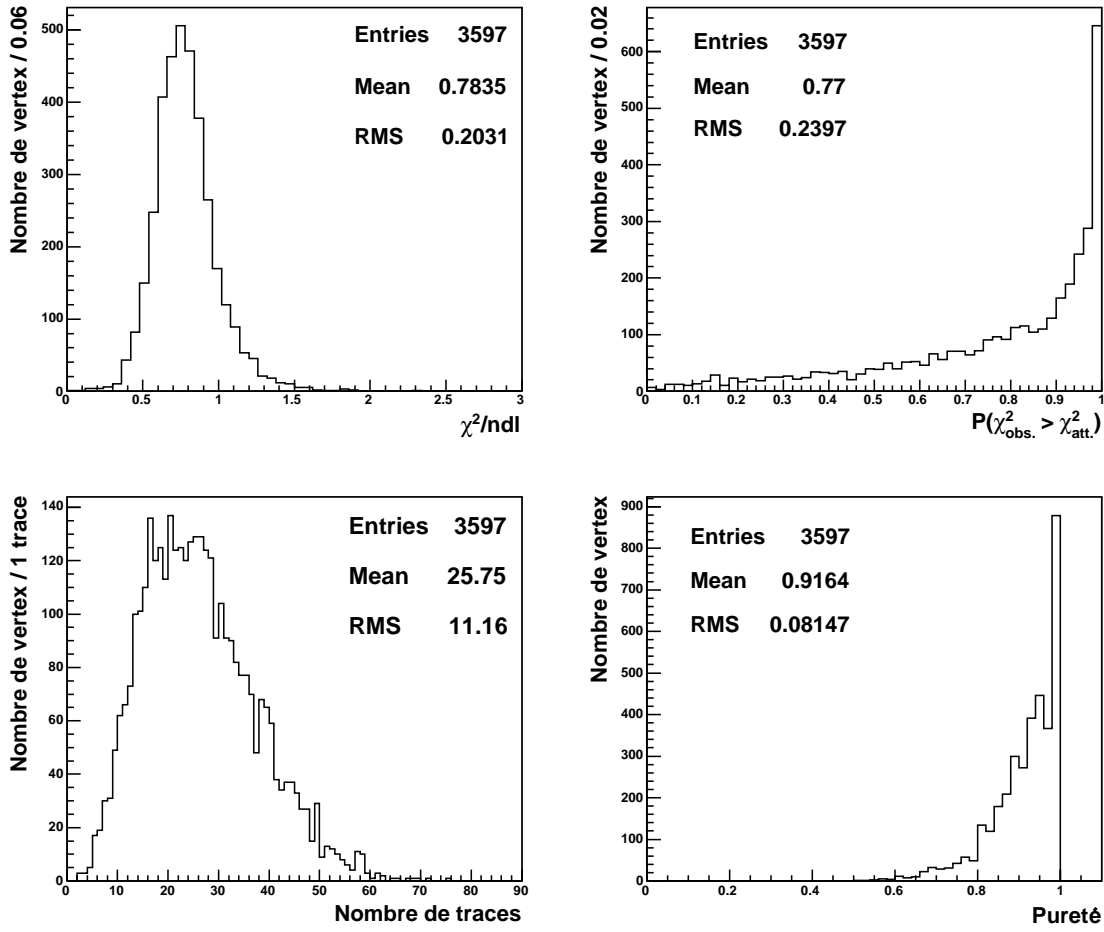 Nombre de vertex / 0.06
500
400
300
200
100
0
Entries 3597
Mean 0.7835
RMS 0.2031
0 0.5 1 1.5 2 2.5 3
χ²/ndl
Nombre de vertex / 0.02
600
500
400
300
200
100
0
Entries 3597
Mean 0.77
RMS 0.2397
0 0.1 0.2 0.3 0.4 0.5 0.6 0.7 0.8 0.9 1
P(χ²obs. > χ²att.)
Nombre de vertex / 1 trace
140
120
100
80
60
40
20
0
Entries 3597
Mean 25.75
RMS 11.16
0 10 20 30 40 50 60 70 80 90
Nombre de traces
Nombre de vertex
900
800
700
600
500
400
300
200
100
0
Entries 3597
Mean 0.9164
RMS 0.08147
0 0.2 0.4 0.6 0.8 1
Pureté